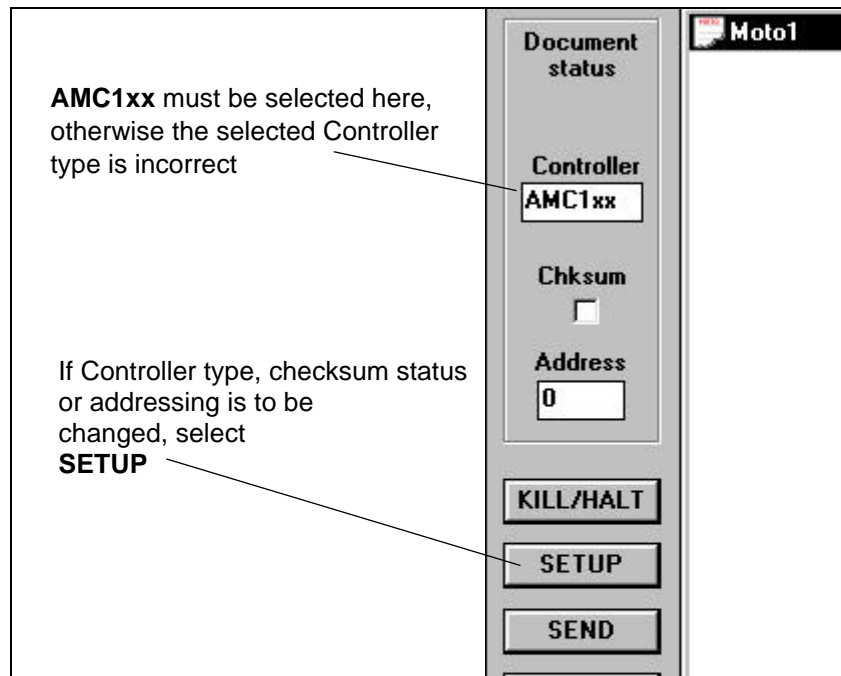 AMC1xx must be selected here,
otherwise the selected Controller
type is incorrect
If Controller type, checksum status
or addressing is to be
changed, select
SETUP
Document
status
Controller
AMC1xx
Chksum
Address
0
KILL/HALT
SETUP
SEND
Moto1